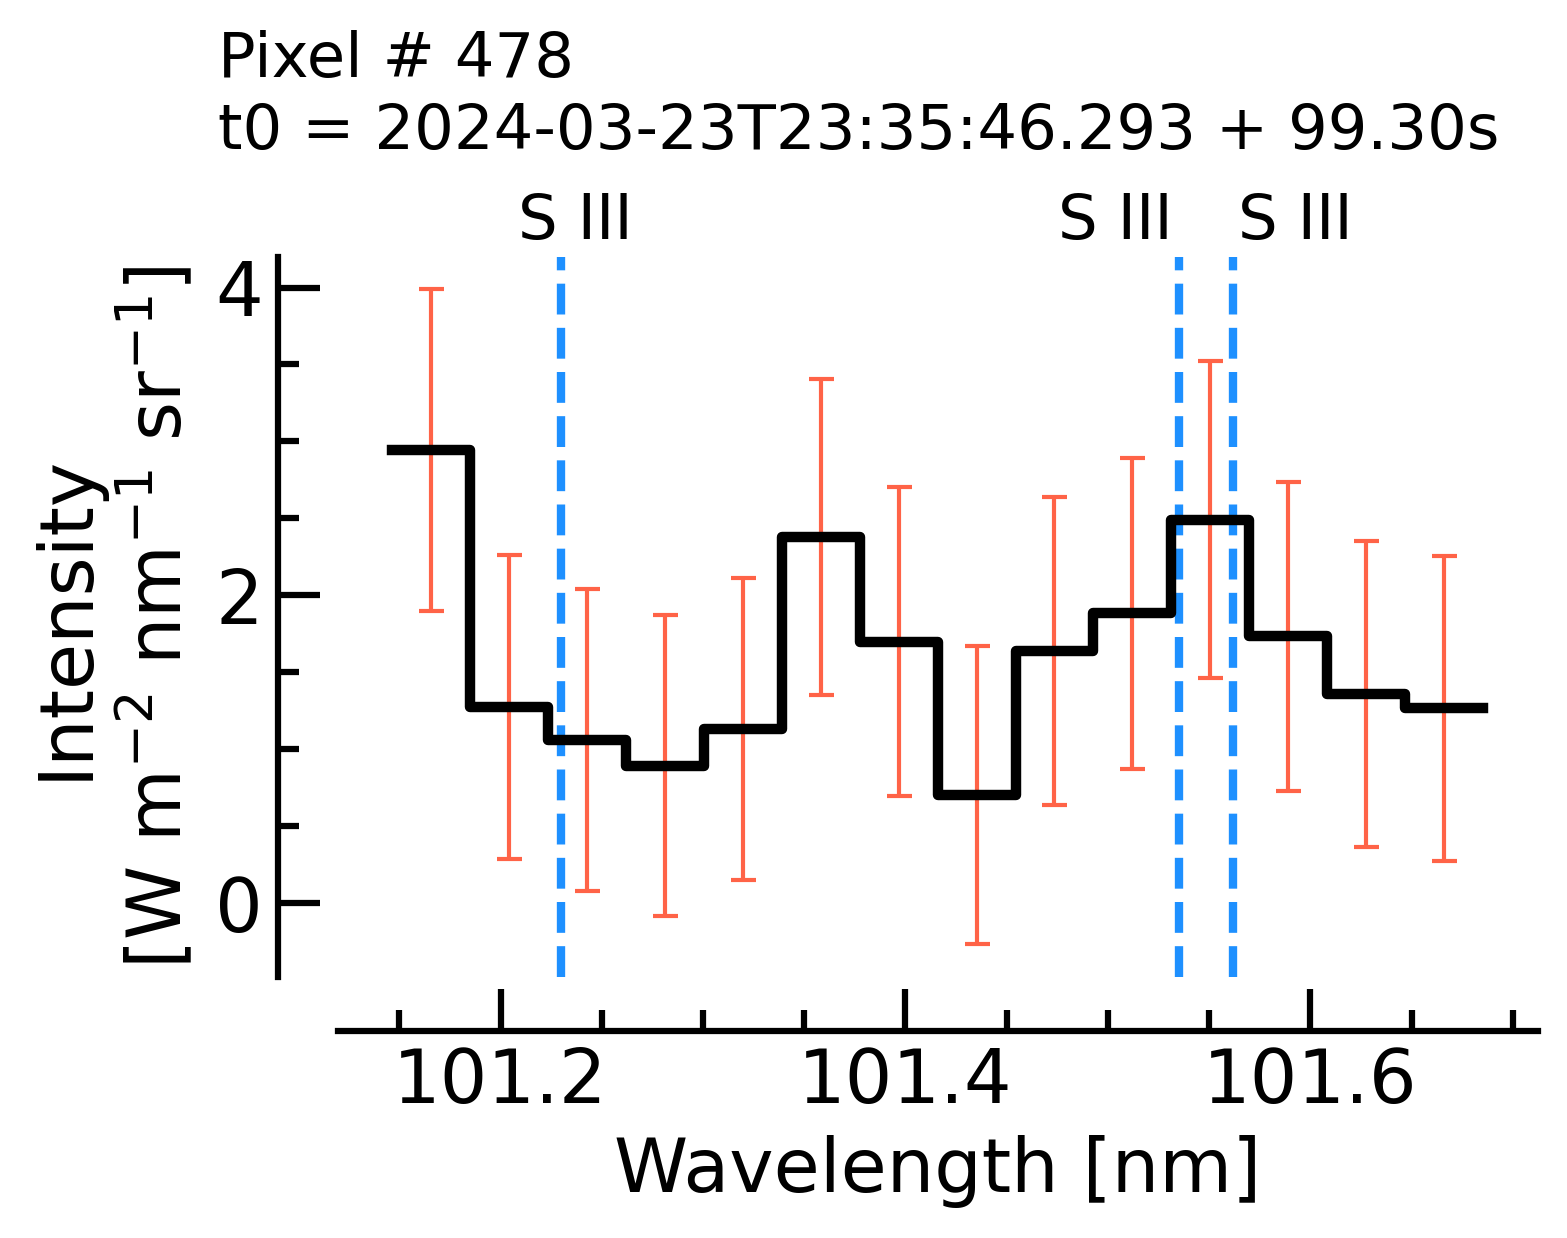 Pixel # 478
t0 = 2024-03-23T23:35:46.293 + 99.30s
S III S III S III
Intensity
[W m⁻² nm⁻¹ sr⁻¹]
4
2
0
101.2 101.4 101.6
Wavelength [nm]